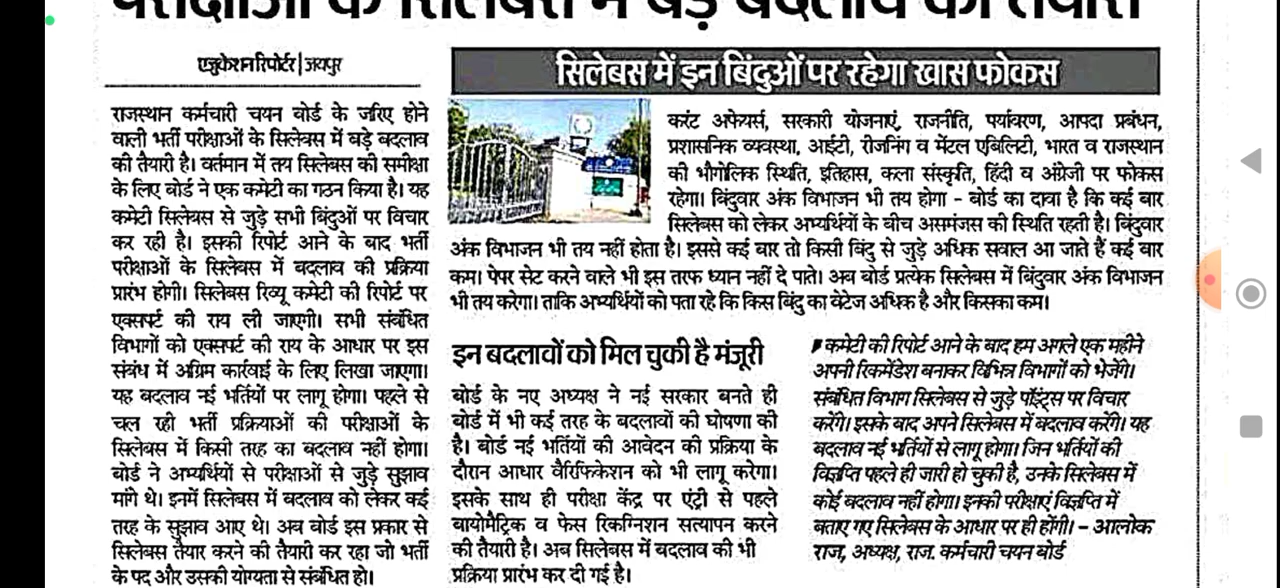 परीक्षाओं के सिलेबस में बड़े बदलाव की तैयारी
एजुकेशन रिपोर्टर | जयपुर
राजस्थान कर्मचारी चयन बोर्ड के जरिए होने
वाली भर्ती परीक्षाओं के सिलेबस में बड़े बदलाव
की तैयारी है। वर्तमान में तय सिलेबस की समीक्षा
के लिए बोर्ड ने एक कमेटी का गठन किया है। यह
कमेटी सिलेबस से जुड़े सभी बिंदुओं पर विचार
कर रही है। इसकी रिपोर्ट आने के बाद भर्ती
परीक्षाओं के सिलेबस में बदलाव की प्रक्रिया
प्रारंभ होगी। सिलेबस रिव्यू कमेटी की रिपोर्ट पर
एक्सपर्ट की राय ली जाएगी। सभी संबंधित
विभागों को एक्सपर्ट की राय के आधार पर इस
संबंध में अग्रिम कार्रवाई के लिए लिखा जाएगा।
यह बदलाव नई भर्तियों पर लागू होगा। पहले से
चल रही भर्ती प्रक्रियाओं की परीक्षाओं के
सिलेबस में किसी तरह का बदलाव नहीं होगा।
बोर्ड ने अभ्यर्थियों से परीक्षाओं से जुड़े सुझाव
मांगे थे। इनमें सिलेबस में बदलाव को लेकर कई
तरह के सुझाव आए थे। अब बोर्ड इस प्रकार से
सिलेबस तैयार करने की तैयारी कर रहा जो भर्ती
के पद और उसकी योग्यता से संबंधित हो।
सिलेबस में इन बिंदुओं पर रहेगा खास फोकस
करंट अफेयर्स, सरकारी योजनाएं, राजनीति, पर्यावरण, आपदा प्रबंधन,
प्रशासनिक व्यवस्था, आईटी, रीजनिंग व मेंटल एबिलिटी, भारत व राजस्थान
की भौगोलिक स्थिति, इतिहास, कला संस्कृति, हिंदी व अंग्रेजी पर फोकस
रहेगा। बिंदुवार अंक विभाजन भी तय होगा - बोर्ड का दावा है कि कई बार
सिलेबस को लेकर अभ्यर्थियों के बीच असमंजस की स्थिति रहती है। बिंदुवार
अंक विभाजन भी तय नहीं होता है। इससे कई बार तो किसी बिंदु से जुड़े अधिक सवाल आ जाते हैं कई बार
कम। पेपर सेट करने वाले भी इस तरफ ध्यान नहीं दे पाते। अब बोर्ड प्रत्येक सिलेबस में बिंदुवार अंक विभाजन
भी तय करेगा। ताकि अभ्यर्थियों को पता रहे कि किस बिंदु का वेटेज अधिक है और किसका कम।
इन बदलावों को मिल चुकी है मंजूरी
बोर्ड के नए अध्यक्ष ने नई सरकार बनते ही
बोर्ड में भी कई तरह के बदलावों की घोषणा की
है। बोर्ड नई भर्तियों की आवेदन की प्रक्रिया के
दौरान आधार वैरिफिकेशन को भी लागू करेगा।
इसके साथ ही परीक्षा केंद्र पर एंट्री से पहले
बायोमैट्रिक व फेस रिकग्निशन सत्यापन करने
की तैयारी है। अब सिलेबस में बदलाव की भी
प्रक्रिया प्रारंभ कर दी गई है।
कमेटी की रिपोर्ट आने के बाद हम अगले एक महीने
अपनी रिकमेंडेश बनाकर विभिन्न विभागों को भेजेंगे।
संबंधित विभाग सिलेबस से जुड़े पॉइंट्स पर विचार
करेंगे। इसके बाद अपने सिलेबस में बदलाव करेंगे। यह
बदलाव नई भर्तियों से लागू होगा। जिन भर्तियों की
विज्ञप्ति पहले ही जारी हो चुकी है, उनके सिलेबस में
कोई बदलाव नहीं होगा। इनकी परीक्षाएं विज्ञप्ति में
बताए गए सिलेबस के आधार पर ही होंगी। - आलोक
राज, अध्यक्ष, राज. कर्मचारी चयन बोर्ड